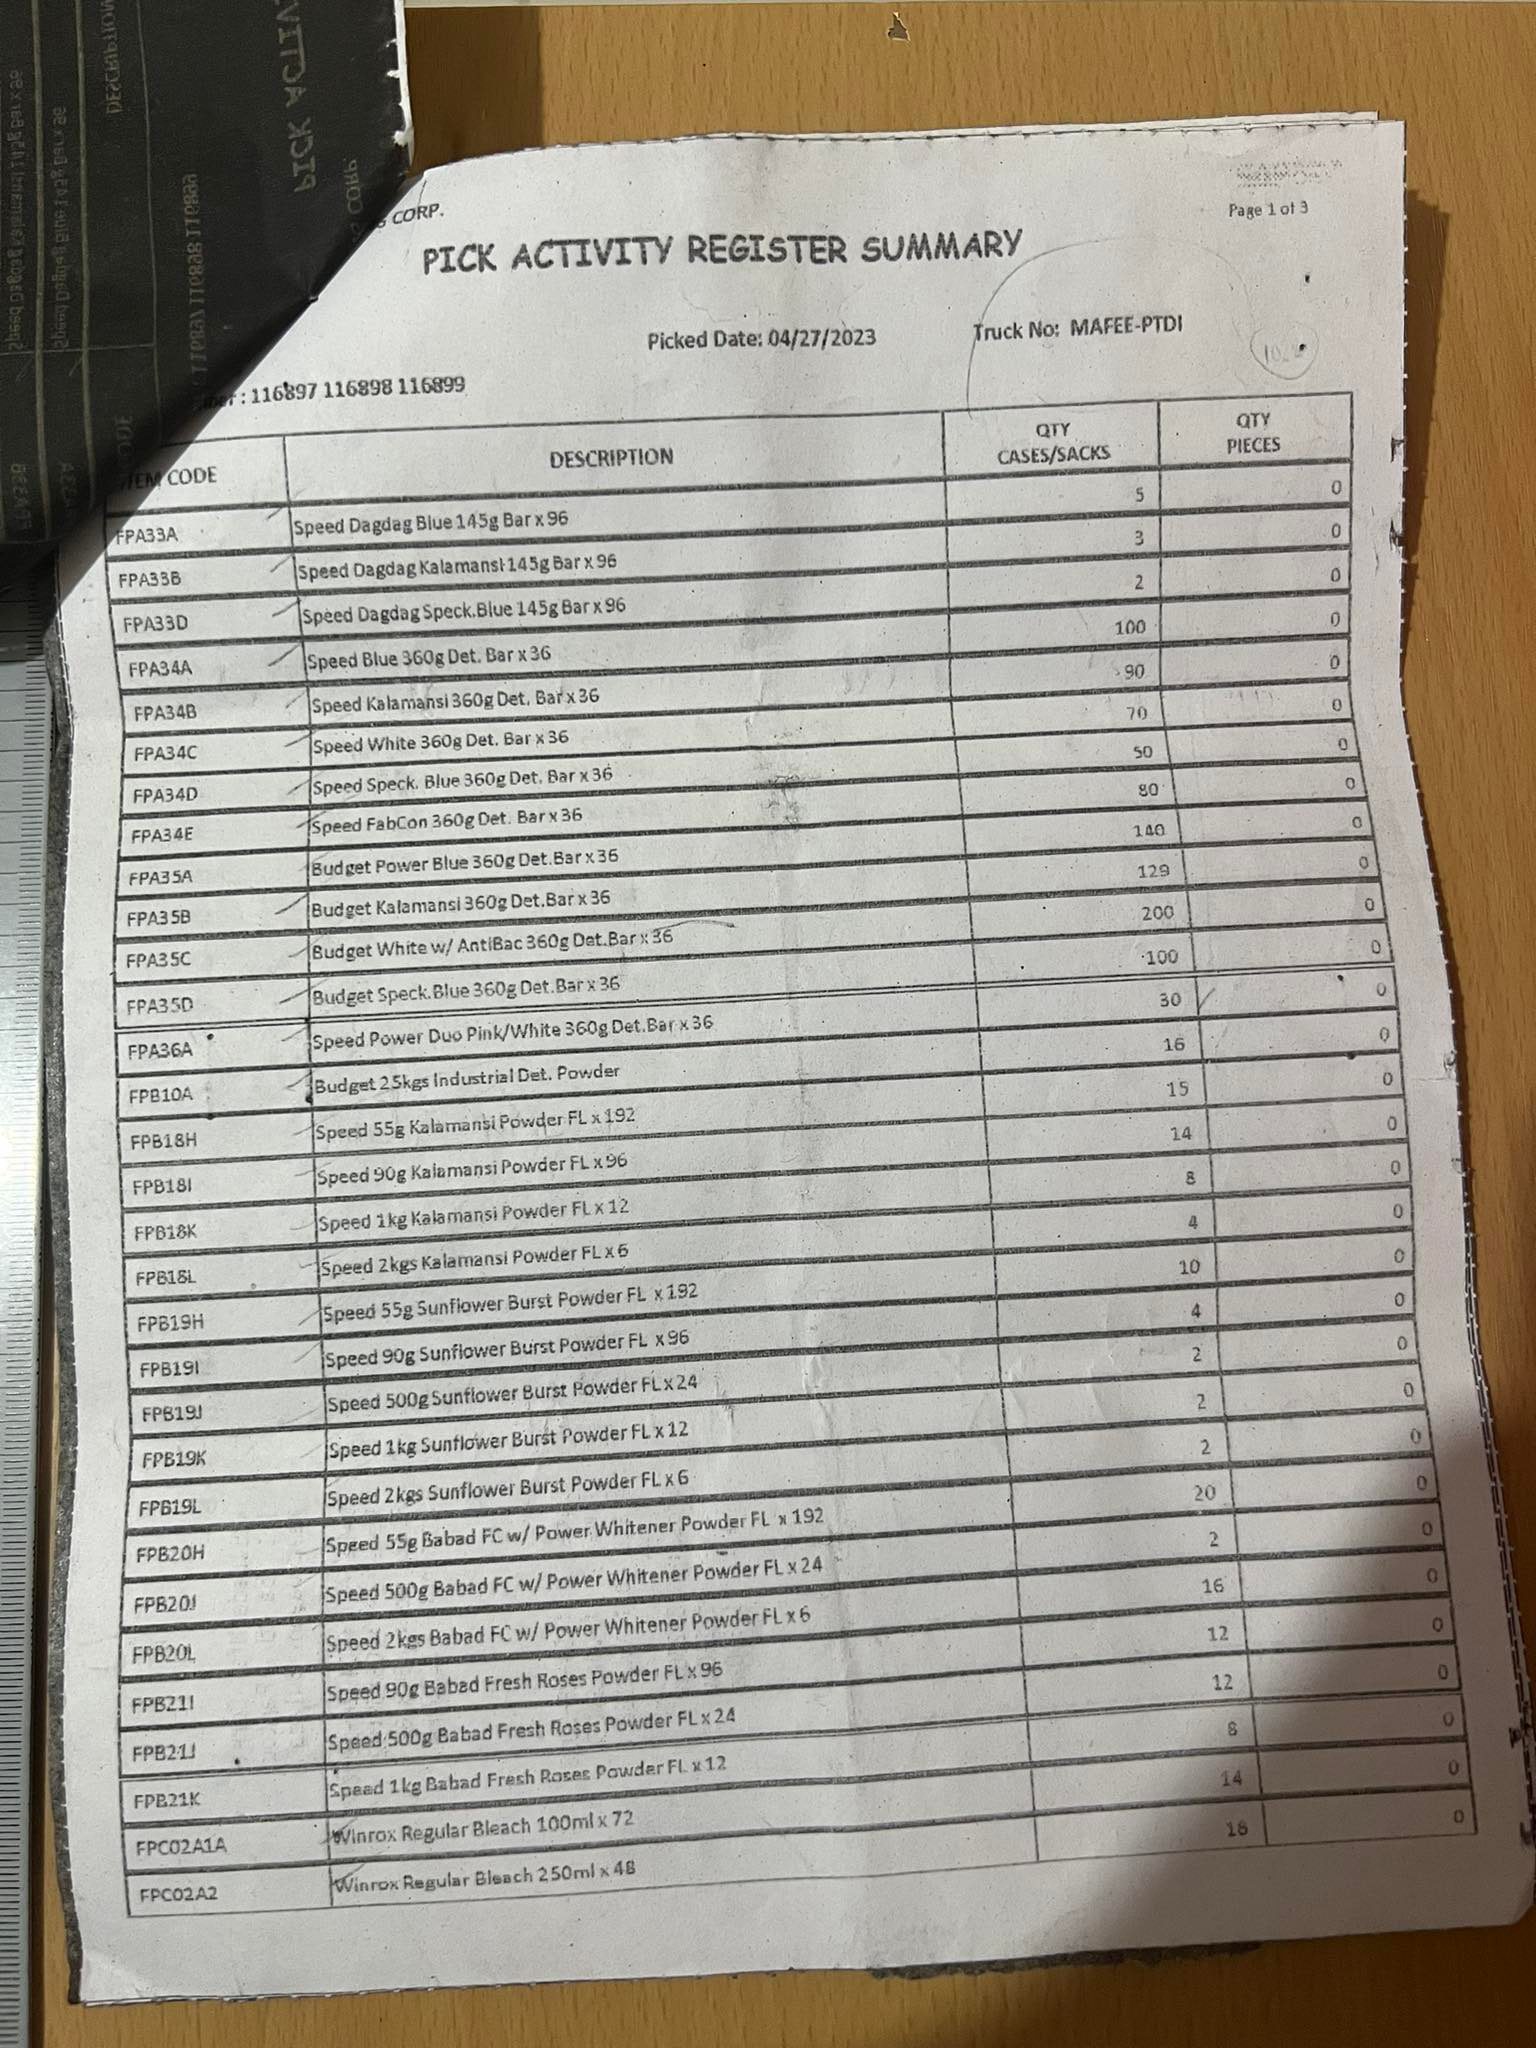 G CORP.
Page 1 of 3
PICK ACTIVITY REGISTER SUMMARY
Picked Date: 04/27/2023 Truck No: MAFEE-PTDI
: 116897 116898 116899
ITEM CODE DESCRIPTION QTY CASES/SACKS QTY PIECES
FPA33A Speed Dagdag Blue 145g Bar x 96 5 0
FPA33B Speed Dagdag Kalamansi 145g Bar x 96 3 0
FPA33D Speed Dagdag Speck.Blue 145g Bar x 96 2 0
FPA34A Speed Blue 360g Det. Bar x 36 100 0
FPA34B Speed Kalamansi 360g Det. Bar x 36 90 0
FPA34C Speed White 360g Det. Bar x 36 70 0
FPA34D Speed Speck. Blue 360g Det. Bar x 36 50 0
FPA34E Speed FabCon 360g Det. Bar x 36 80 0
FPA35A Budget Power Blue 360g Det.Bar x 36 140 0
FPA35B Budget Kalamansi 360g Det.Bar x 36 129 0
FPA35C Budget White w/ AntiBac 360g Det.Bar x 36 200 0
FPA35D Budget Speck.Blue 360g Det.Bar x 36 100 0
FPA36A Speed Power Duo Pink/White 360g Det.Bar x 36 30 0
FPB10A Budget 25kgs Industrial Det. Powder 16 0
FPB18H Speed 55g Kalamansi Powder FL x 192 15 0
FPB18I Speed 90g Kalamansi Powder FL x 96 14 0
FPB18K Speed 1kg Kalamansi Powder FL x 12 8 0
FPB18L Speed 2kgs Kalamansi Powder FL x 6 4 0
FPB19H Speed 55g Sunflower Burst Powder FL x 192 10 0
FPB19I Speed 90g Sunflower Burst Powder FL x 96 4 0
FPB19J Speed 500g Sunflower Burst Powder FL x 24 2 0
FPB19K Speed 1kg Sunflower Burst Powder FL x 12 2 0
FPB19L Speed 2kgs Sunflower Burst Powder FL x 6 2 0
FPB20H Speed 55g Babad FC w/ Power Whitener Powder FL x 192 20 0
FPB20J Speed 500g Babad FC w/ Power Whitener Powder FL x 24 2 0
FPB20L Speed 2kgs Babad FC w/ Power Whitener Powder FL x 6 16 0
FPB21I Speed 90g Babad Fresh Roses Powder FL x 96 12 0
FPB21J Speed 500g Babad Fresh Roses Powder FL x 24 12 0
FPB21K Speed 1kg Babad Fresh Roses Powder FL x 12 8 0
FPC02A1A Winrox Regular Bleach 100ml x 72 14 0
FPC02A2 Winrox Regular Bleach 250ml x 48 18 0